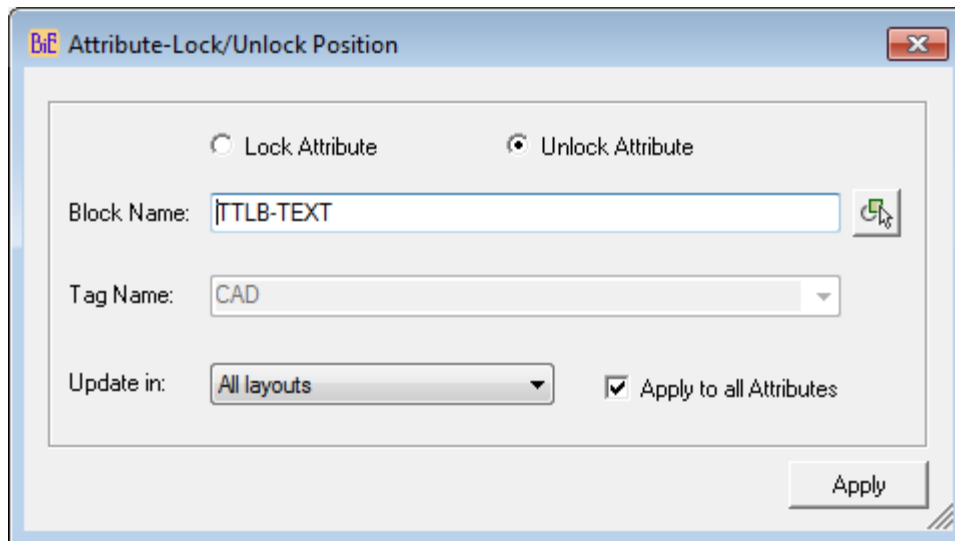 BiE Attribute-Lock/Unlock Position
Lock Attribute Unlock Attribute
Block Name: TTLB-TEXT
Tag Name: CAD
Update in: All layouts Apply to all Attributes
Apply